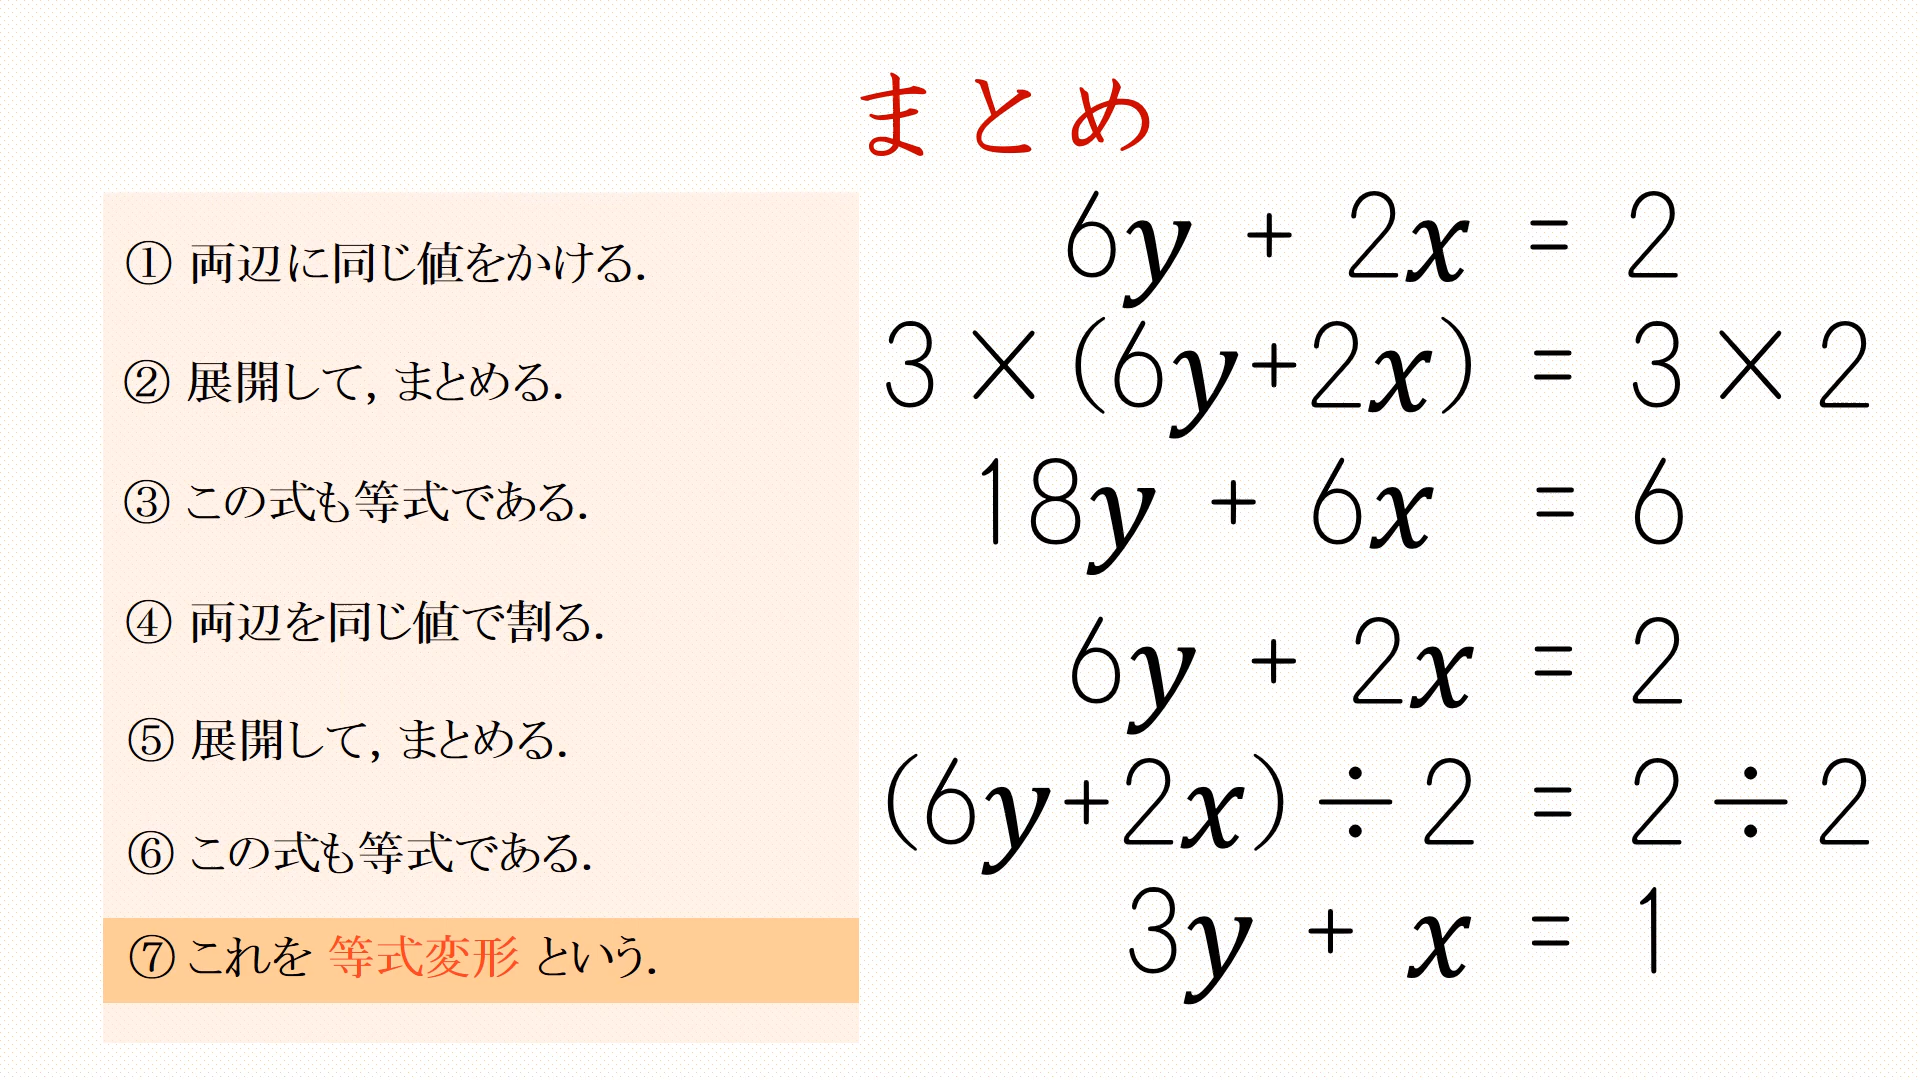 まとめ
① 両辺に同じ値をかける.
② 展開して, まとめる.
③ この式も等式である.
④ 両辺を同じ値で割る.
⑤ 展開して, まとめる.
⑥ この式も等式である.
⑦ これを 等式変形 という.
6y + 2x = 2
3 × (6y+2x) = 3 × 2
18y + 6x = 6
6y + 2x = 2
(6y+2x) ÷ 2 = 2 ÷ 2
3y + x = 1